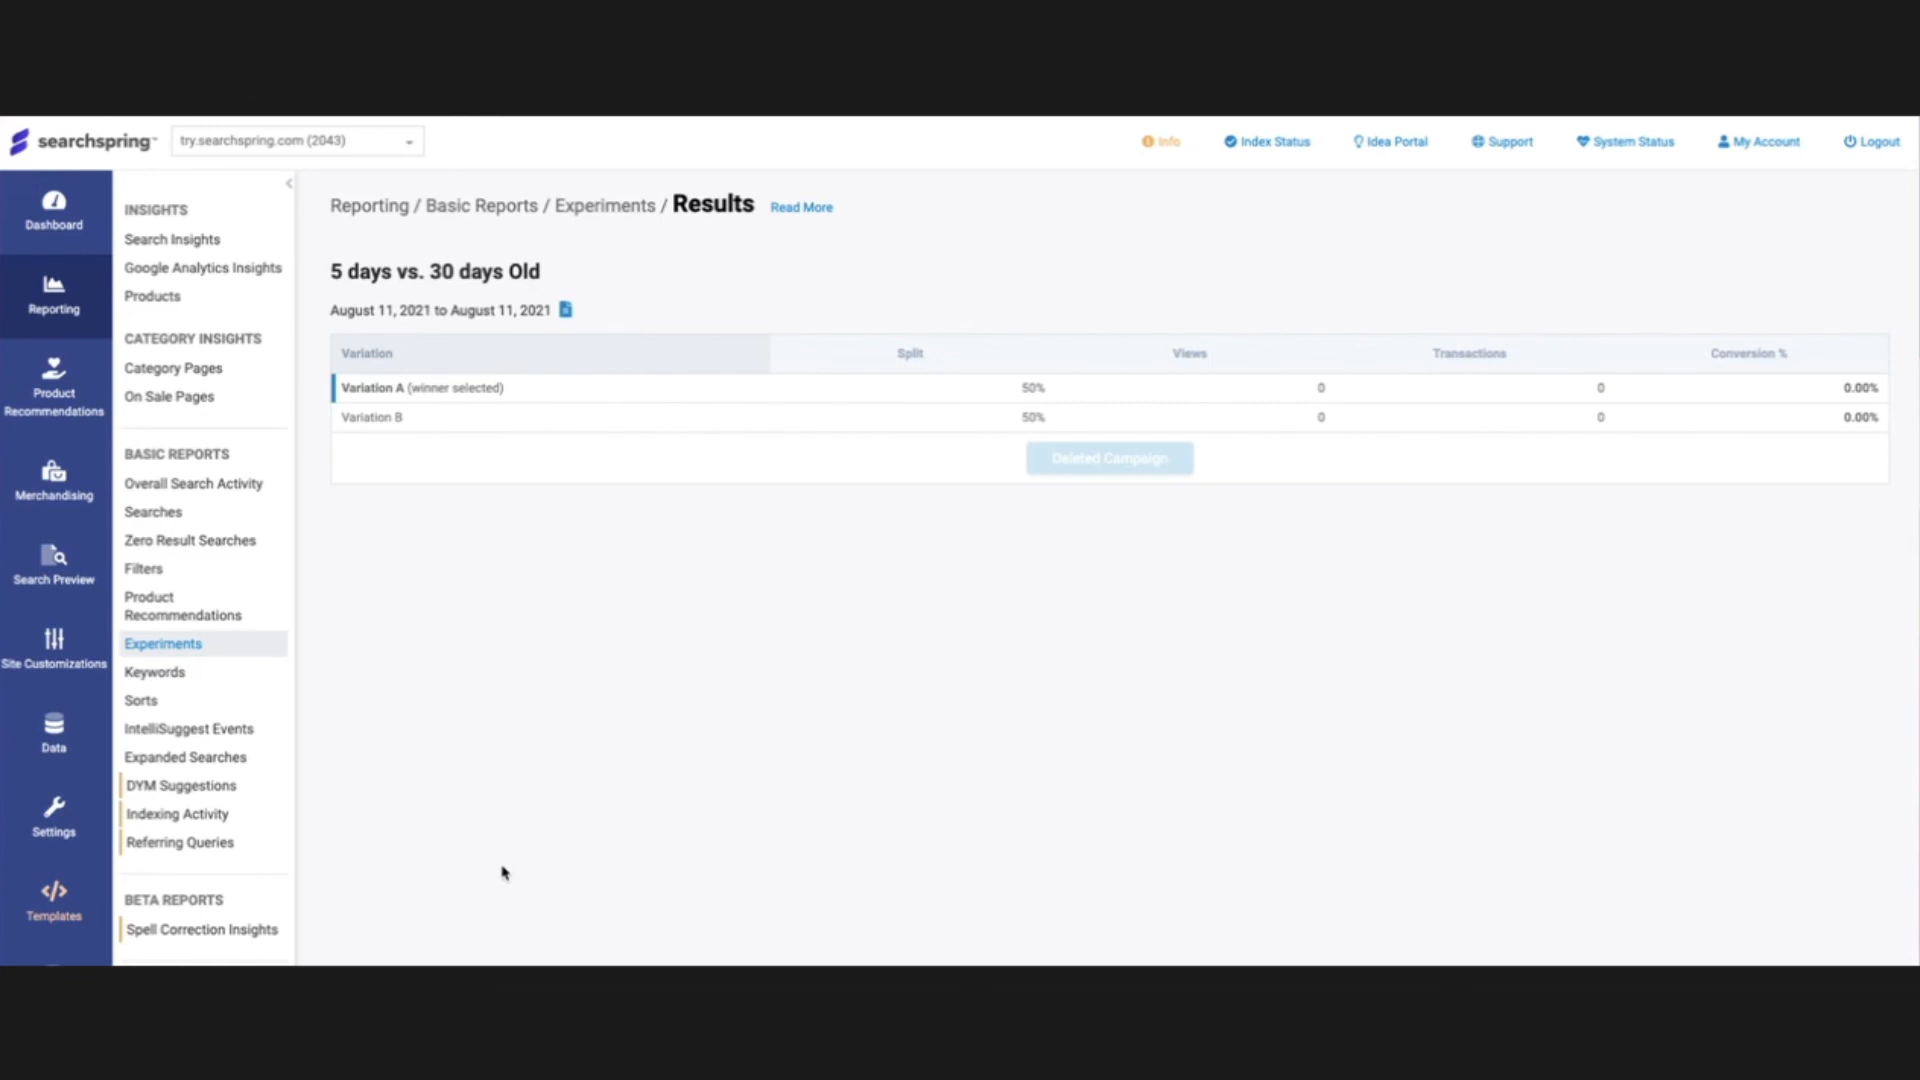 searchspring™
try.searchspring.com (2043)
Info
Index Status
Idea Portal
Support
System Status
My Account
Logout
Dashboard
Reporting
Product
Recommendations
Merchandising
Search Preview
Site Customizations
Data
Settings
Templates
INSIGHTS
Search Insights
Google Analytics Insights
Products
CATEGORY INSIGHTS
Category Pages
On Sale Pages
BASIC REPORTS
Overall Search Activity
Searches
Zero Result Searches
Filters
Product
Recommendations
Experiments
Keywords
Sorts
IntelliSuggest Events
Expanded Searches
DYM Suggestions
Indexing Activity
Referring Queries
BETA REPORTS
Spell Correction Insights
Reporting / Basic Reports / Experiments / Results Read More
5 days vs. 30 days Old
August 11, 2021 to August 11, 2021
Variation Split Views Transactions Conversion %
Variation A (winner selected) 50% 0 0 0.00%
Variation B 50% 0 0 0.00%
Deleted Campaign